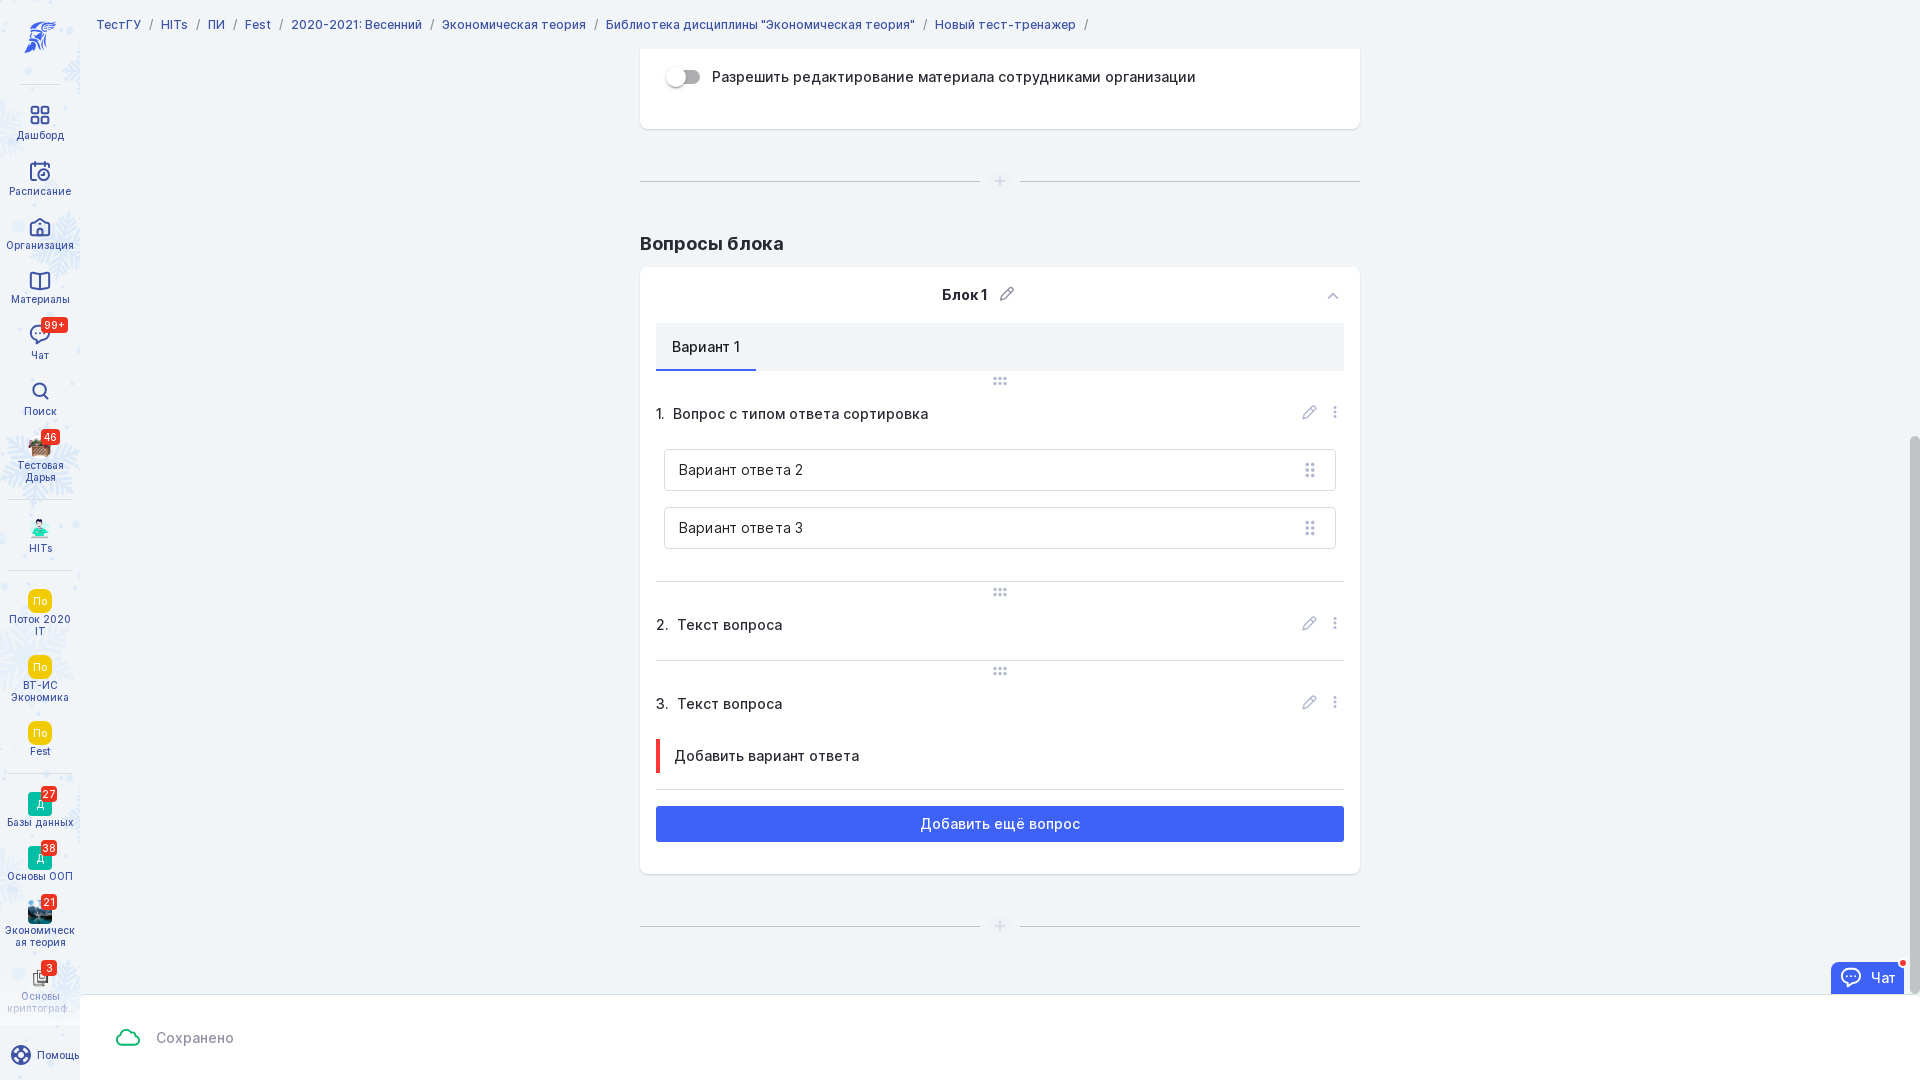 ТестГУ / HITs / ПИ / Fest / 2020-2021: Весенний / Экономическая теория / Библиотека дисциплины "Экономическая теория" / Новый тест-тренажер /
Дашборд
Расписание
Организация
Материалы
99+
Чат
Поиск
46
Тестовая
Дарья
HITs
По
Поток 2020
IT
По
ВТ-ИС
Экономика
По
Fest
27
Д
Базы данных
38
Д
Основы ООП
21
Экономическ
ая теория
3
Основы
криптограф...
Помощь
Разрешить редактирование материала сотрудниками организации
Вопросы блока
Блок 1
Вариант 1
1. Вопрос с типом ответа сортировка
Вариант ответа 2
Вариант ответа 3
2. Текст вопроса
3. Текст вопроса
Добавить вариант ответа
Добавить ещё вопрос
Чат
Сохранено